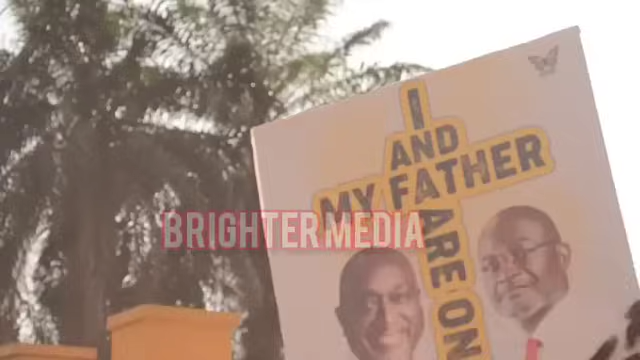 I
AND
MY FATHER
ARE ON
BRIGHTER MEDIA